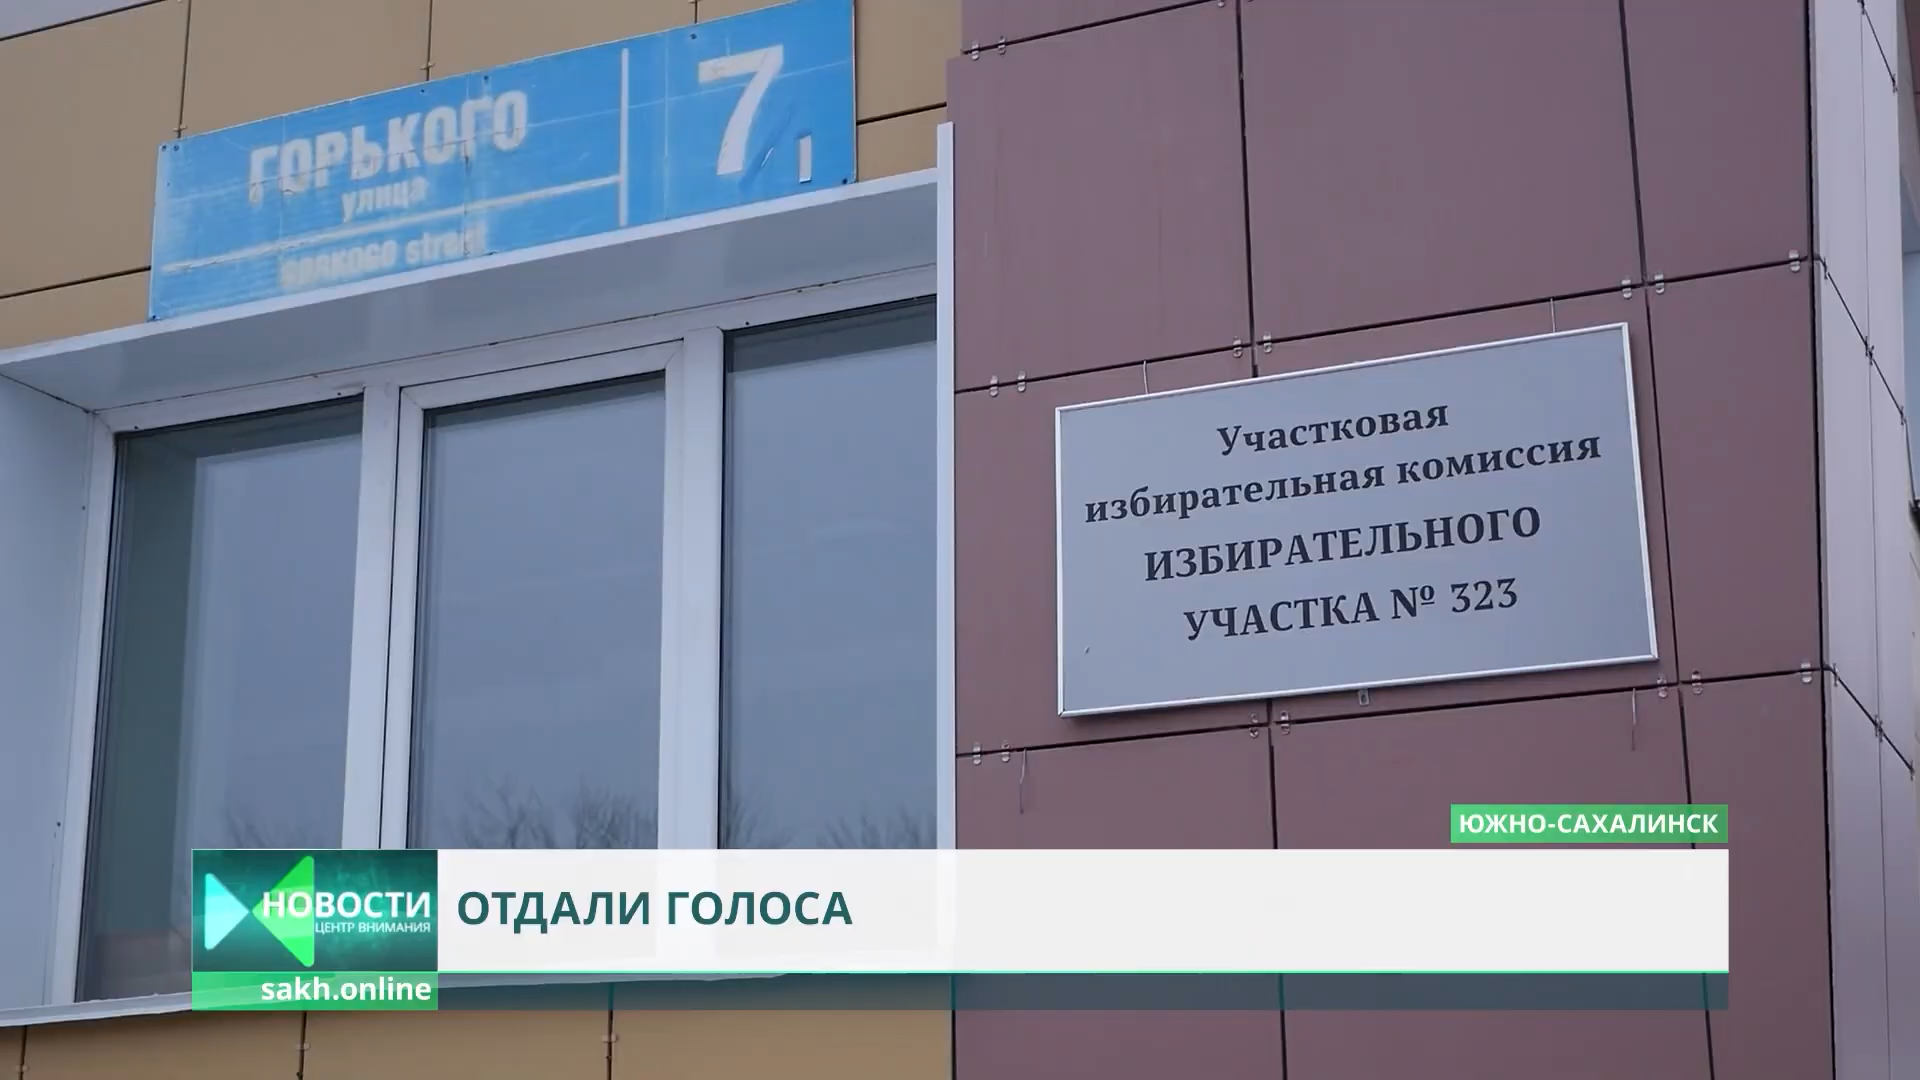 ГОРЬКОГО
улица
street
7
Участковая
избирательная комиссия
ИЗБИРАТЕЛЬНОГО
УЧАСТКА № 323
ЮЖНО-САХАЛИНСК
НОВОСТИ
ЦЕНТР ВНИМАНИЯ
ОТДАЛИ ГОЛОСА
sakh.online